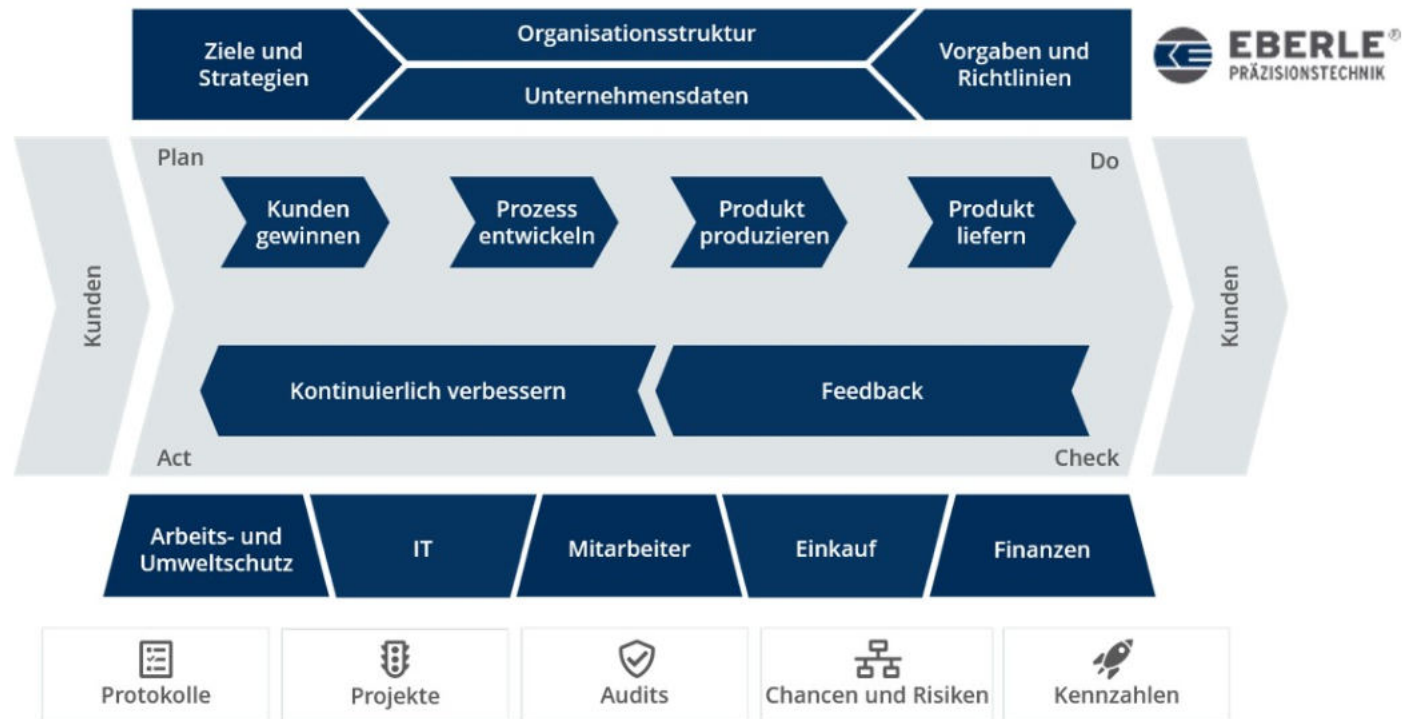 Ziele und
Strategien
Organisationsstruktur
Unternehmensdaten
Vorgaben und
Richtlinien
EBERLE®
PRÄZISIONSTECHNIK
Plan
Do
Kunden
Kunden
gewinnen
Prozess
entwickeln
Produkt
produzieren
Produkt
liefern
Kunden
Kontinuierlich verbessern
Feedback
Act
Check
Arbeits- und
Umweltschutz
IT
Mitarbeiter
Einkauf
Finanzen
Protokolle
Projekte
Audits
Chancen und Risiken
Kennzahlen